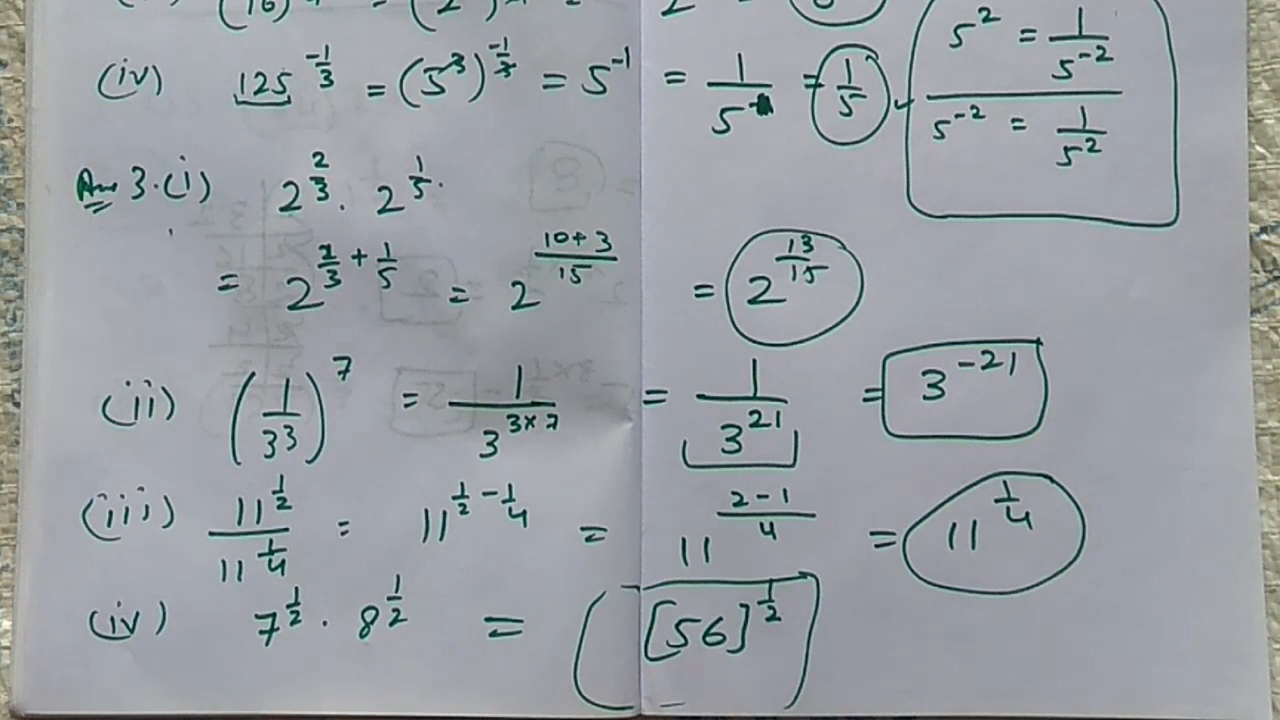 (16) = (2
(iv) 125^{-1/3} = (5^3)^{-1/3} = 5^{-1} = 1/5 = 1/5
5^2 = 1/5^{-2}
5^{-2} = 1/5^2
Ans 3.(i) 2^{2/3} . 2^{1/5}.
= 2^{2/3 + 1/5} = 2^{(10+3)/15} = 2^{13/15}
(ii) (1/3^3)^7 = 1/3^{3×7} = 1/3^{21} = 3^{-21}
(iii) 11^{1/2}/11^{1/4} = 11^{1/2 - 1/4} = 11^{(2-1)/4} = 11^{1/4}
(iv) 7^{1/2} . 8^{1/2} = [56]^{1/2}